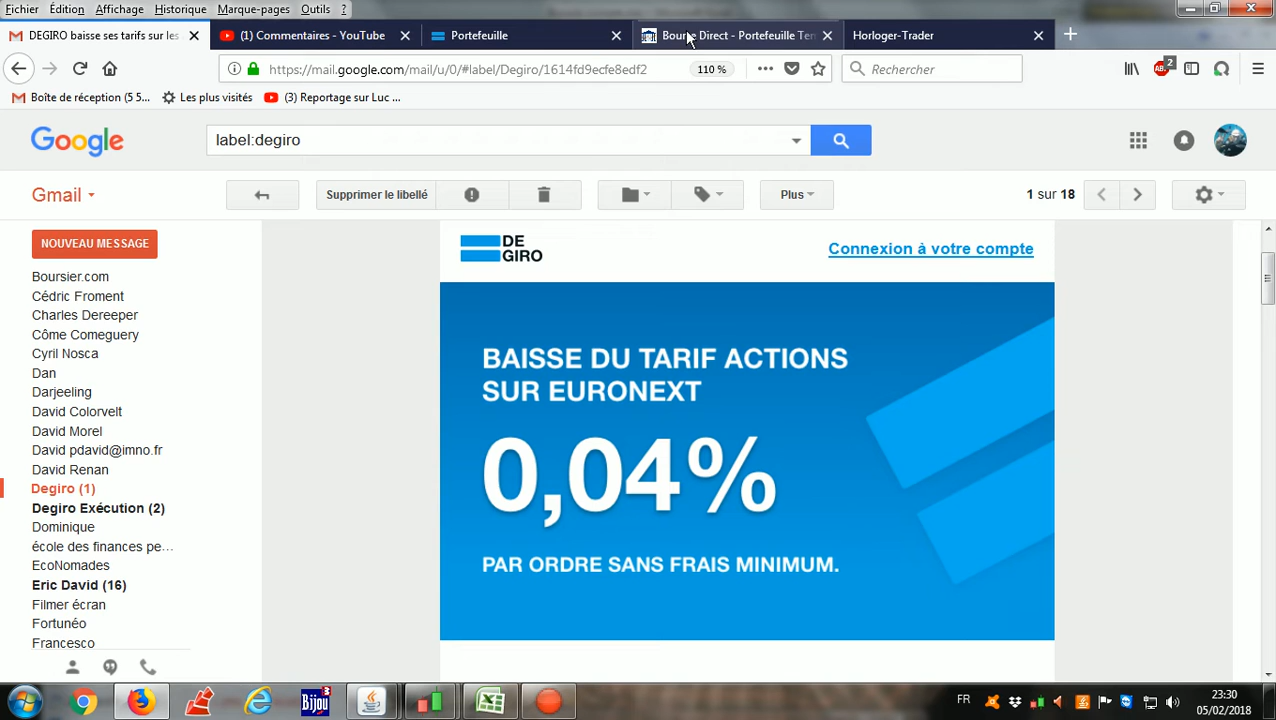 Fichier Édition Affichage Historique Marque-pages Outils ?
DEGIRO baisse ses tarifs sur les
(1) Commentaires - YouTube
Portefeuille
Bourse Direct - Portefeuille Tem
Horloger-Trader
https://mail.google.com/mail/u/0/#label/Degiro/1614fd9ecfe8edf2
110 %
Rechercher
ABP
2
Boîte de réception (5 5...
Les plus visités
(3) Reportage sur Luc ...
Google
label:degiro
Gmail
Supprimer le libellé
Plus
1 sur 18
NOUVEAU MESSAGE
Boursier.com
Cédric Froment
Charles Dereeper
Côme Comeguery
Cyril Nosca
Dan
Darjeeling
David Colorvelt
David Morel
David pdavid@imno.fr
David Renan
Degiro (1)
Degiro Exécution (2)
Dominique
école des finances pe...
EcoNomades
Eric David (16)
Filmer écran
Fortunéo
Francesco
DE
GIRO
Connexion à votre compte
BAISSE DU TARIF ACTIONS
SUR EURONEXT
0,04%
PAR ORDRE SANS FRAIS MINIMUM.
Bijou
3
FR
23:30
05/02/2018